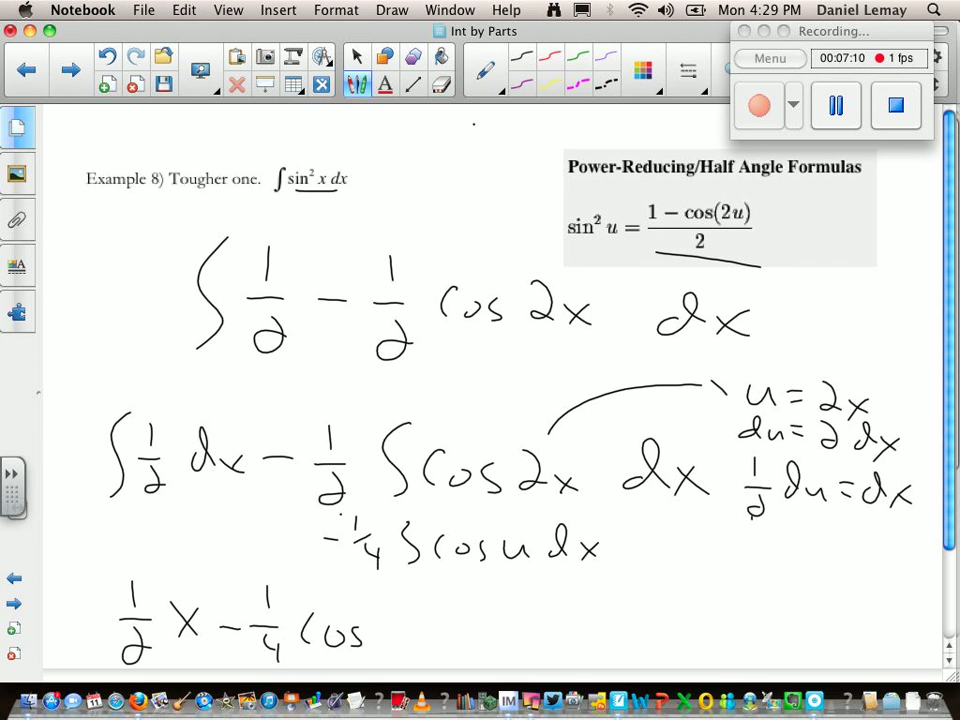 Notebook File Edit View Insert Format Draw Window Help Mon 4:29 PM Daniel Lemay
Int by Parts
Recording...
Menu 00:07:10 1 fps
Example 8) Tougher one. ∫ sin² x dx
Power-Reducing/Half Angle Formulas
sin² u = (1 − cos(2u))/2
∫ 1/2 − 1/2 cos 2x dx
∫ 1/2 dx − 1/2 ∫ cos 2x dx
u = 2x
du = 2 dx
1/2 du = dx
− 1/4 ∫ cos u dx
1/2 x − 1/4 cos